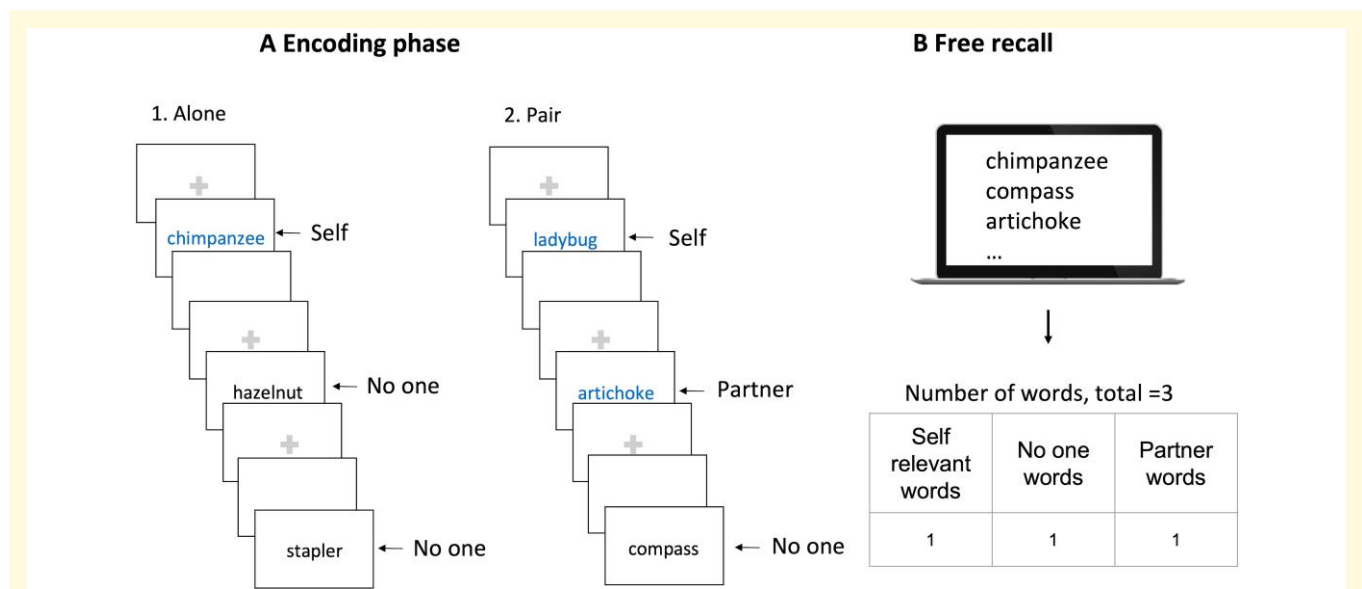 A Encoding phase
1. Alone
chimpanzee
Self
hazelnut
No one
stapler
No one
2. Pair
ladybug
Self
artichoke
Partner
compass
No one
B Free recall
chimpanzee
compass
artichoke
...
Number of words, total =3
Self
relevant
words
No one
words
Partner
words
1
1
1